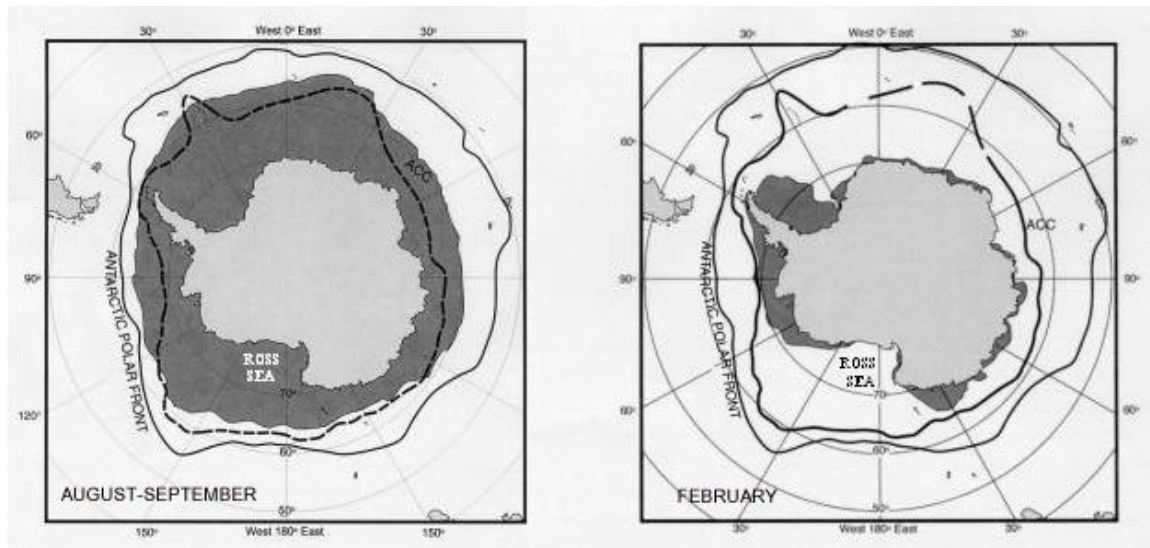 West 0° East
30°
30°
60°
ACC
90°
90°
ANTARCTIC POLAR FRONT
ROSS
SEA
70°
120°
60°
50°
AUGUST-SEPTEMBER
150°
West 180° East
150°
West 0° East
30°
30°
60°
60°
ACC
90°
90°
ANTARCTIC POLAR FRONT
ROSS
SEA
70°
60°
60°
60°
50°
FEBRUARY
30°
West 180° East
30°